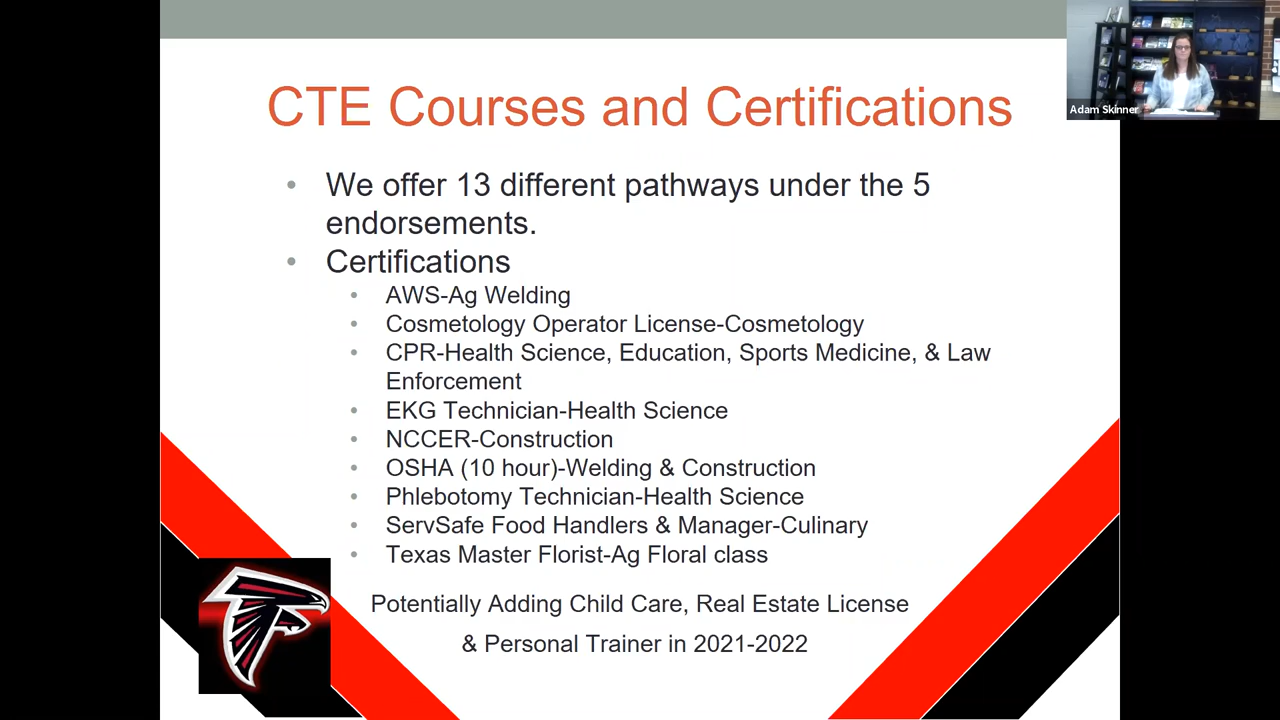 CTE Courses and Certifications
Adam Skinner
• We offer 13 different pathways under the 5
endorsements.
• Certifications
• AWS-Ag Welding
• Cosmetology Operator License-Cosmetology
• CPR-Health Science, Education, Sports Medicine, & Law
Enforcement
• EKG Technician-Health Science
• NCCER-Construction
• OSHA (10 hour)-Welding & Construction
• Phlebotomy Technician-Health Science
• ServSafe Food Handlers & Manager-Culinary
• Texas Master Florist-Ag Floral class
Potentially Adding Child Care, Real Estate License
& Personal Trainer in 2021-2022